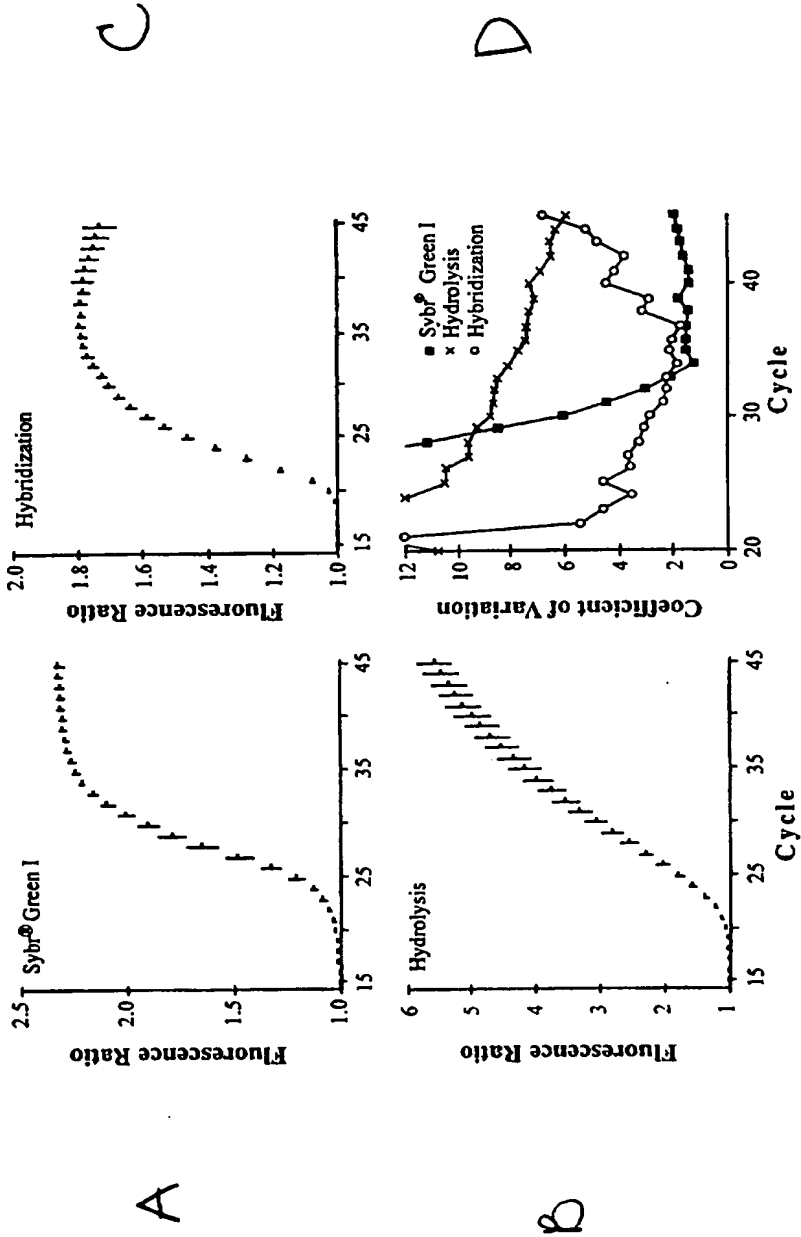 A
Sybr® Green I
Fluorescence Ratio
2.5
2.0
1.5
1.0
15
25
35
45
C
Hybridization
Fluorescence Ratio
2.0
1.8
1.6
1.4
1.2
1.0
15
25
35
45
B
Hydrolysis
Fluorescence Ratio
6
5
4
3
2
1
15
25
35
45
Cycle
D
Sybr® Green I
Hydrolysis
Hybridization
Coefficient of Variation
12
10
8
6
4
2
0
20
30
40
Cycle